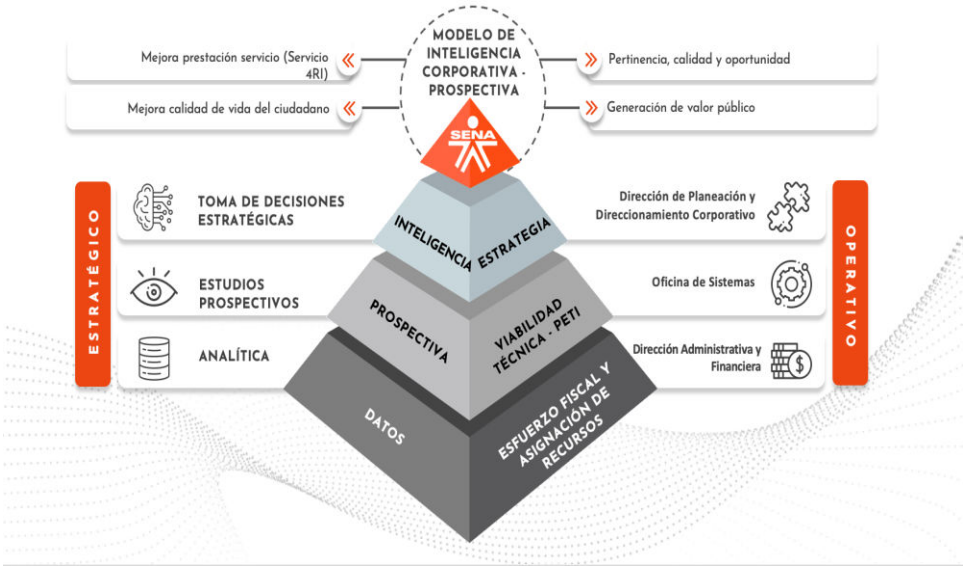 MODELO DE
INTELIGENCIA
CORPORATIVA -
PROSPECTIVA
Mejora prestación servicio (Servicio
4RI)
Mejora calidad de vida del ciudadano
Pertinencia, calidad y oportunidad
Generación de valor público
SENA
ESTRATÉGICO
TOMA DE DECISIONES
ESTRATÉGICAS
ESTUDIOS
PROSPECTIVOS
ANALÍTICA
INTELIGENCIA
ESTRATEGIA
PROSPECTIVA
VIABILIDAD
TÉCNICA - PETI
DATOS
ESFUERZO FISCAL Y
ASIGNACIÓN DE
RECURSOS
Dirección de Planeación y
Direccionamiento Corporativo
Oficina de Sistemas
Dirección Administrativa y
Financiera
OPERATIVO